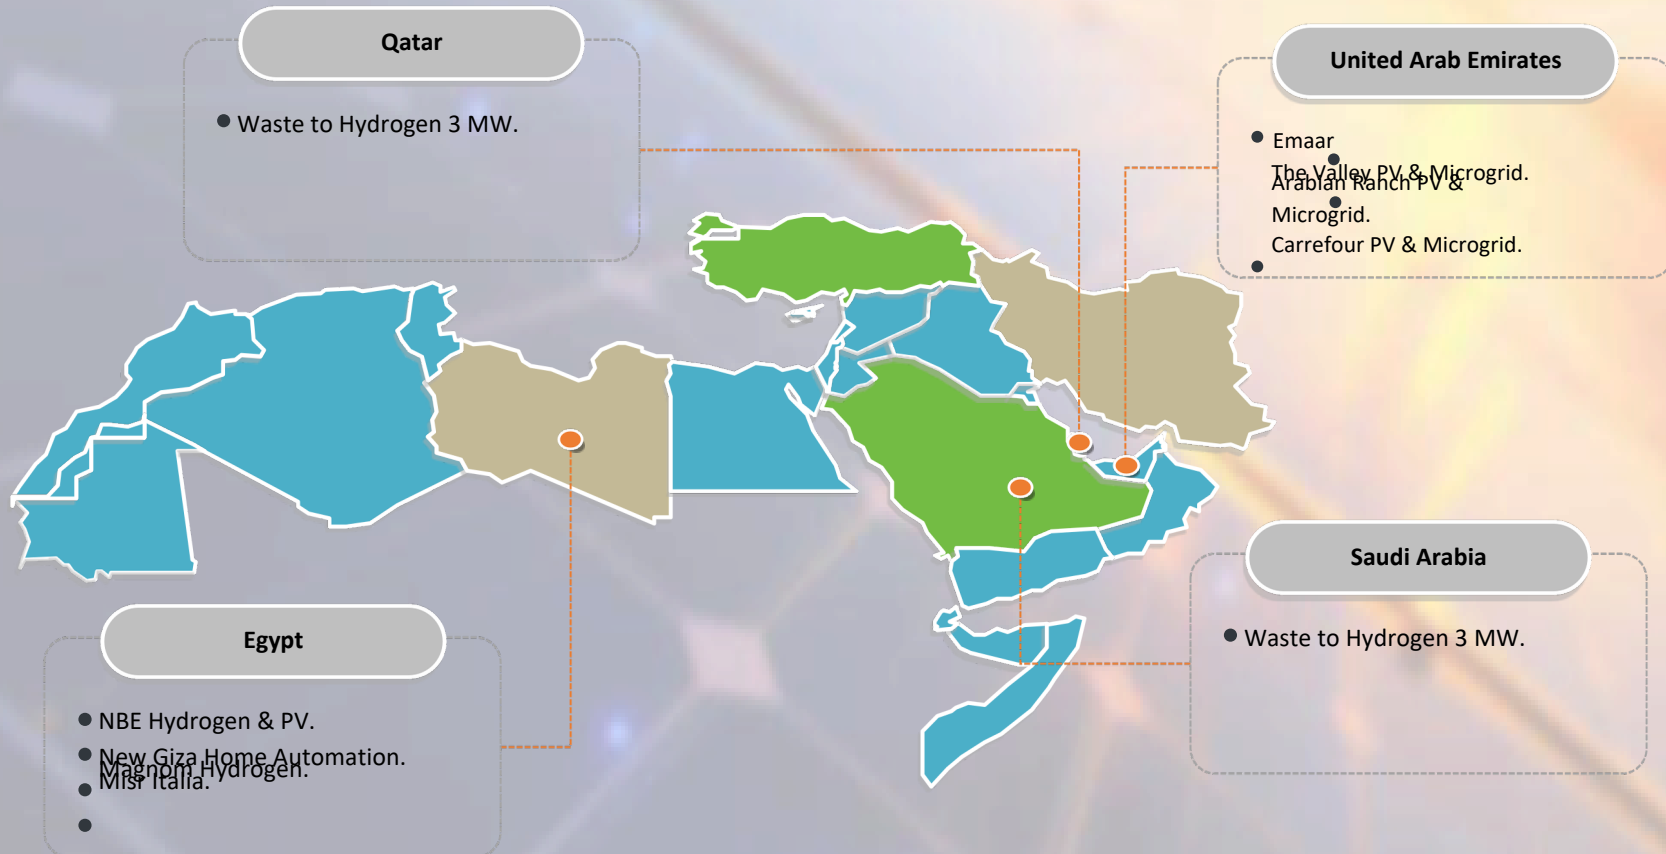 Qatar
Waste to Hydrogen 3 MW.
United Arab Emirates
Emaar
The Valley PV & Microgrid.
Arabian Ranch PV &
Microgrid.
Carrefour PV & Microgrid.
Saudi Arabia
Waste to Hydrogen 3 MW.
Egypt
NBE Hydrogen & PV.
New Giza Home Automation.
Magnom Hydrogen.
Misr Italia.